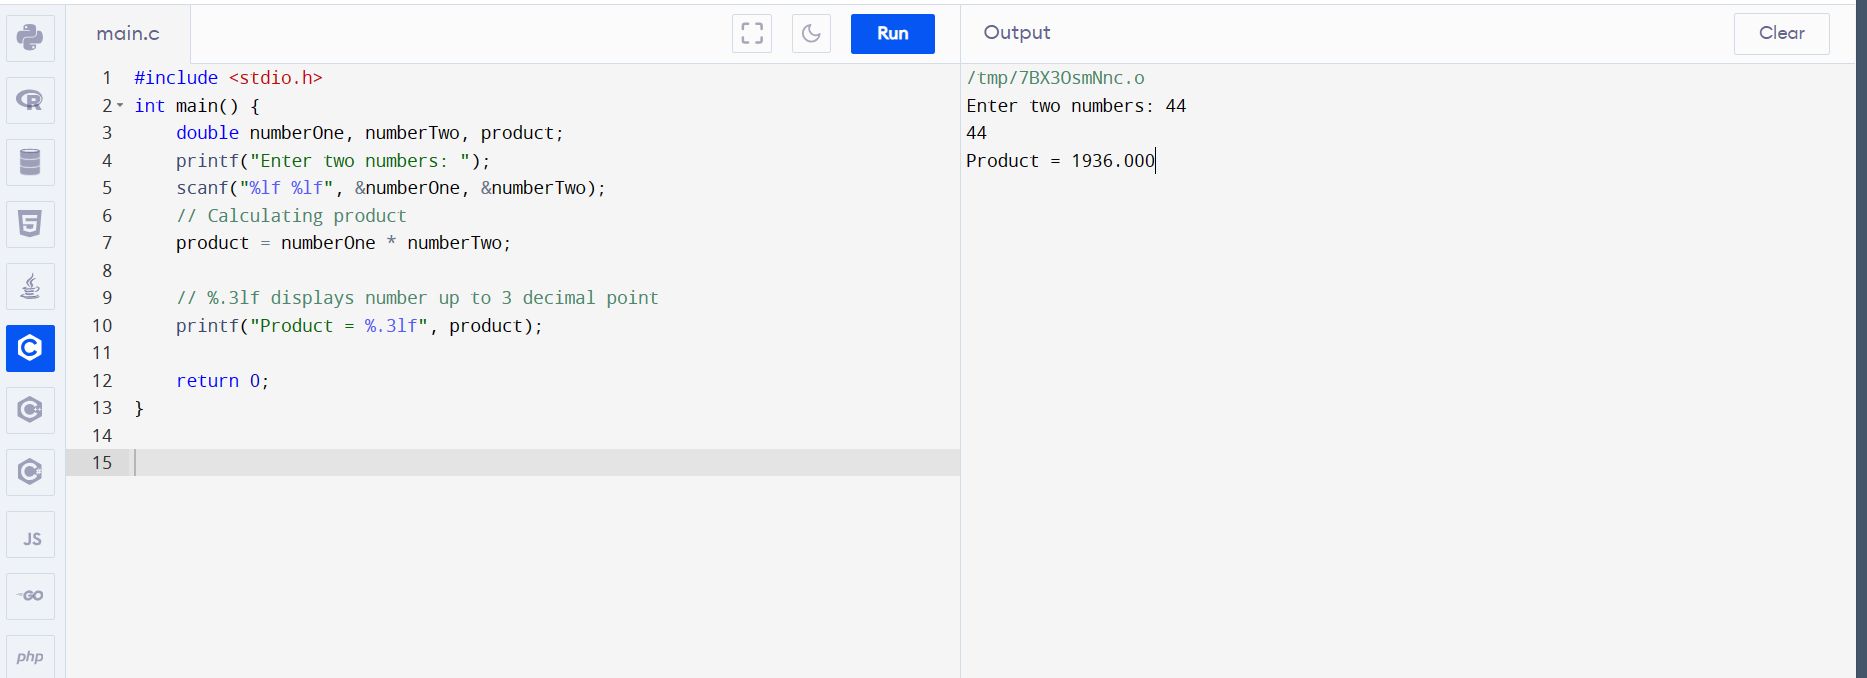 main.c
Run
1 #include <stdio.h>
2 int main() {
3     double numberOne, numberTwo, product;
4     printf("Enter two numbers: ");
5     scanf("%lf %lf", &numberOne, &numberTwo);
6     // Calculating product
7     product = numberOne * numberTwo;
8
9     // %.3lf displays number up to 3 decimal point
10     printf("Product = %.3lf", product);
11
12     return 0;
13 }
14
15
Output
Clear
/tmp/7BX3OsmNnc.o
Enter two numbers: 44
44
Product = 1936.000
R
5
C
C
C
JS
GO
php